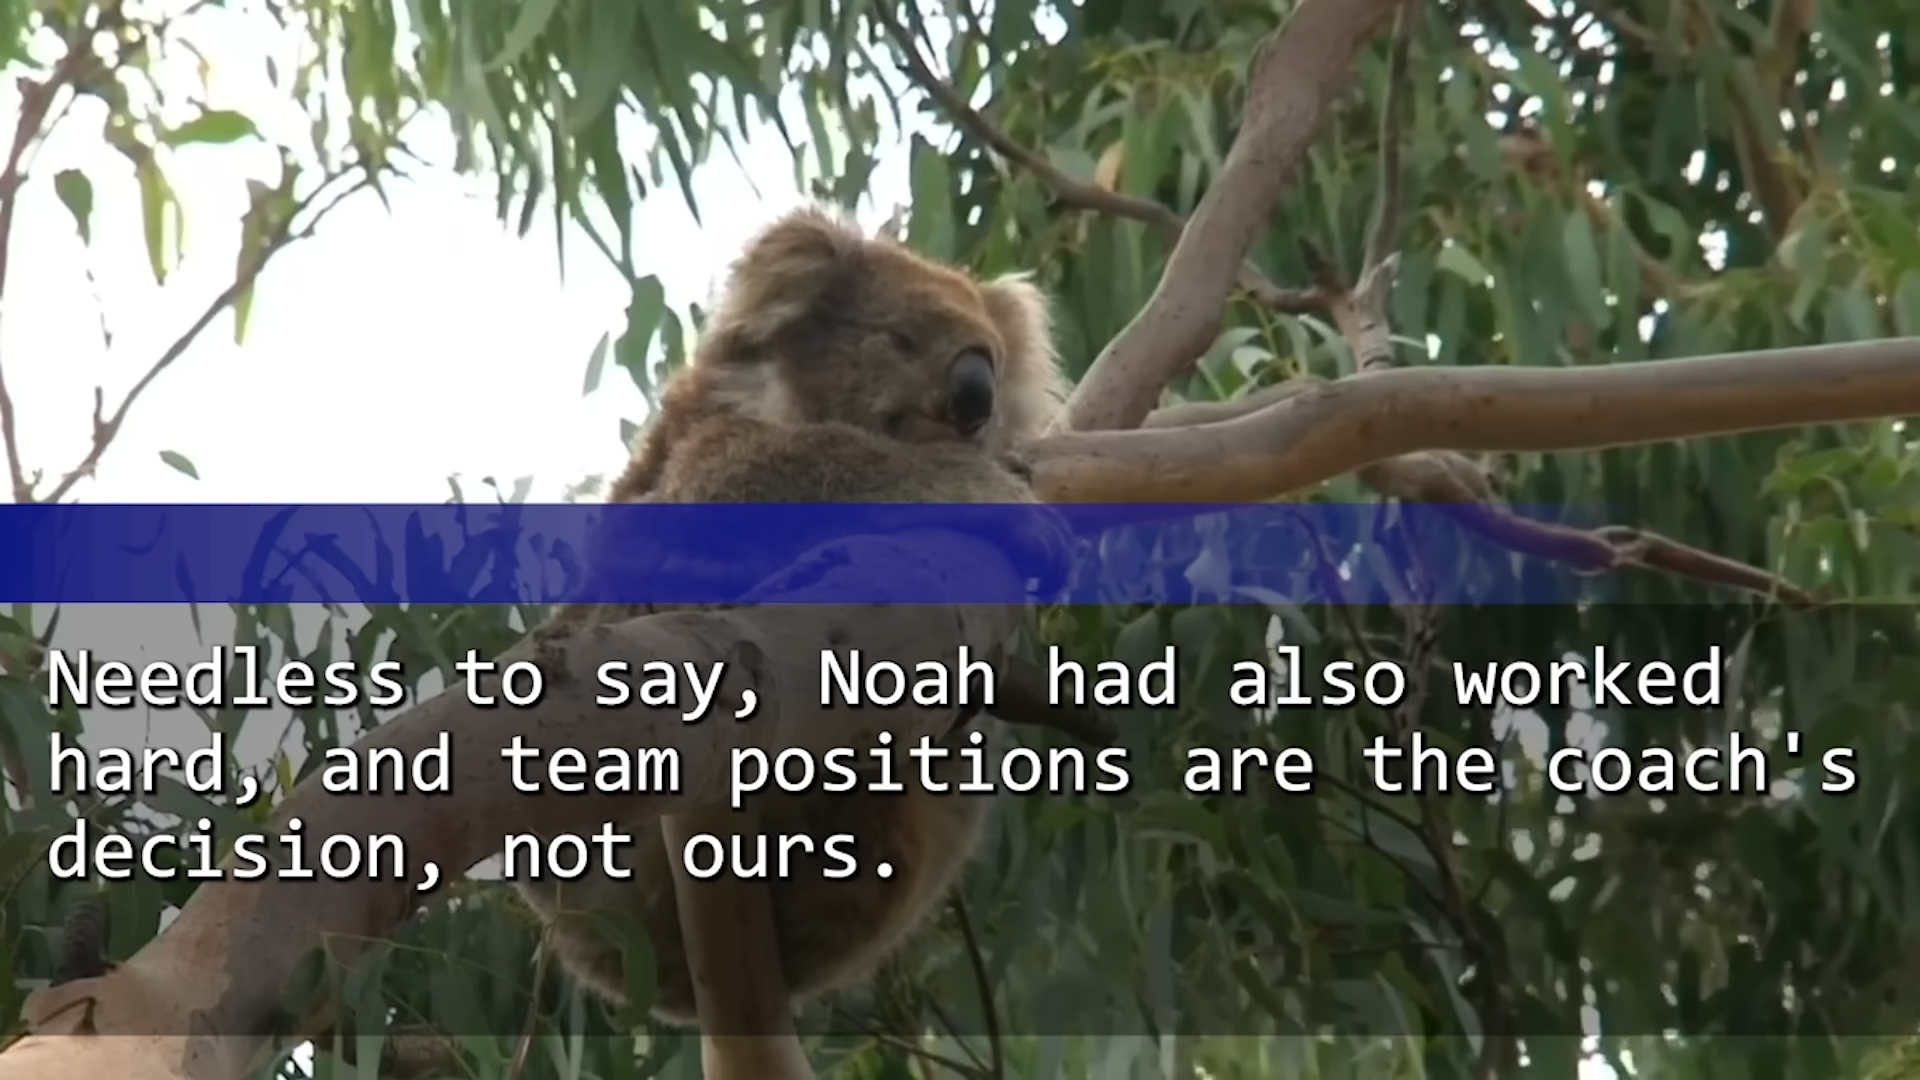 Needless to say, Noah had also worked
hard, and team positions are the coach's
decision, not ours.